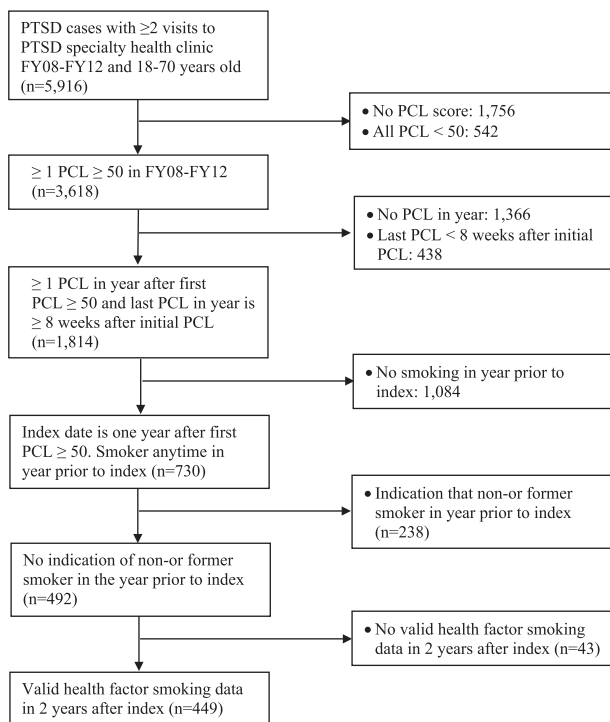 PTSD cases with ≥2 visits to
PTSD specialty health clinic
FY08-FY12 and 18-70 years old
(n=5,916)
• No PCL score: 1,756
• All PCL < 50: 542
≥ 1 PCL ≥ 50 in FY08-FY12
(n=3,618)
• No PCL in year: 1,366
• Last PCL < 8 weeks after initial
PCL: 438
≥ 1 PCL in year after first
PCL ≥ 50 and last PCL in year is
≥ 8 weeks after initial PCL
(n=1,814)
• No smoking in year prior to
index: 1,084
Index date is one year after first
PCL ≥ 50. Smoker anytime in
year prior to index (n=730)
• Indication that non-or former
smoker in year prior to index
(n=238)
No indication of non-or former
smoker in the year prior to index
(n=492)
• No valid health factor smoking
data in 2 years after index (n=43)
Valid health factor smoking data
in 2 years after index (n=449)